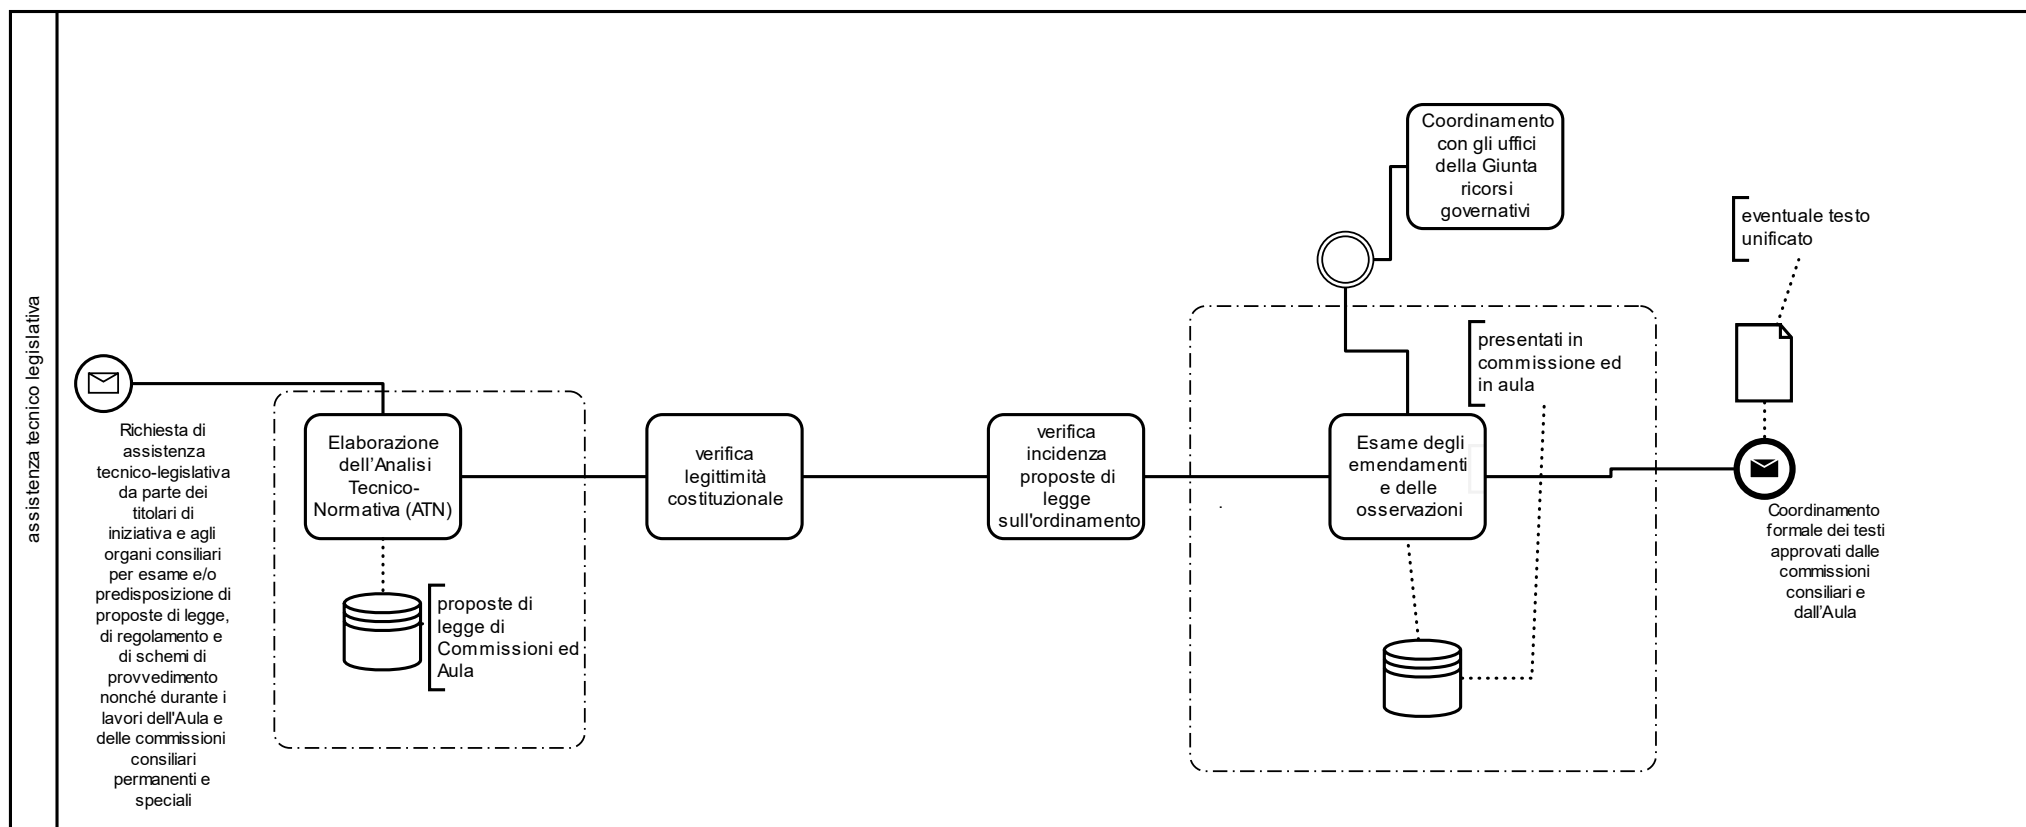 assistenza tecnico legislativa
Richiesta di
assistenza
tecnico-legislativa
da parte dei
titolari di
iniziativa e agli
organi consiliari
per esame e/o
predisposizione di
proposte di legge,
di regolamento e
di schemi di
provvedimento
nonché durante i
lavori dell'Aula e
delle commissioni
consiliari
permanenti e
speciali
Elaborazione
dell'Analisi
Tecnico-
Normativa (ATN)
proposte di
legge di
Commissioni ed
Aula
verifica
legittimità
costituzionale
verifica
incidenza
proposte di
legge
sull'ordinamento
Coordinamento
con gli uffici
della Giunta
ricorsi
governativi
presentati in
commissione ed
in aula
Esame degli
emendamenti
e delle
osservazioni
.
eventuale testo
unificato
Coordinamento
formale dei testi
approvati dalle
commissioni
consiliari e
dall'Aula